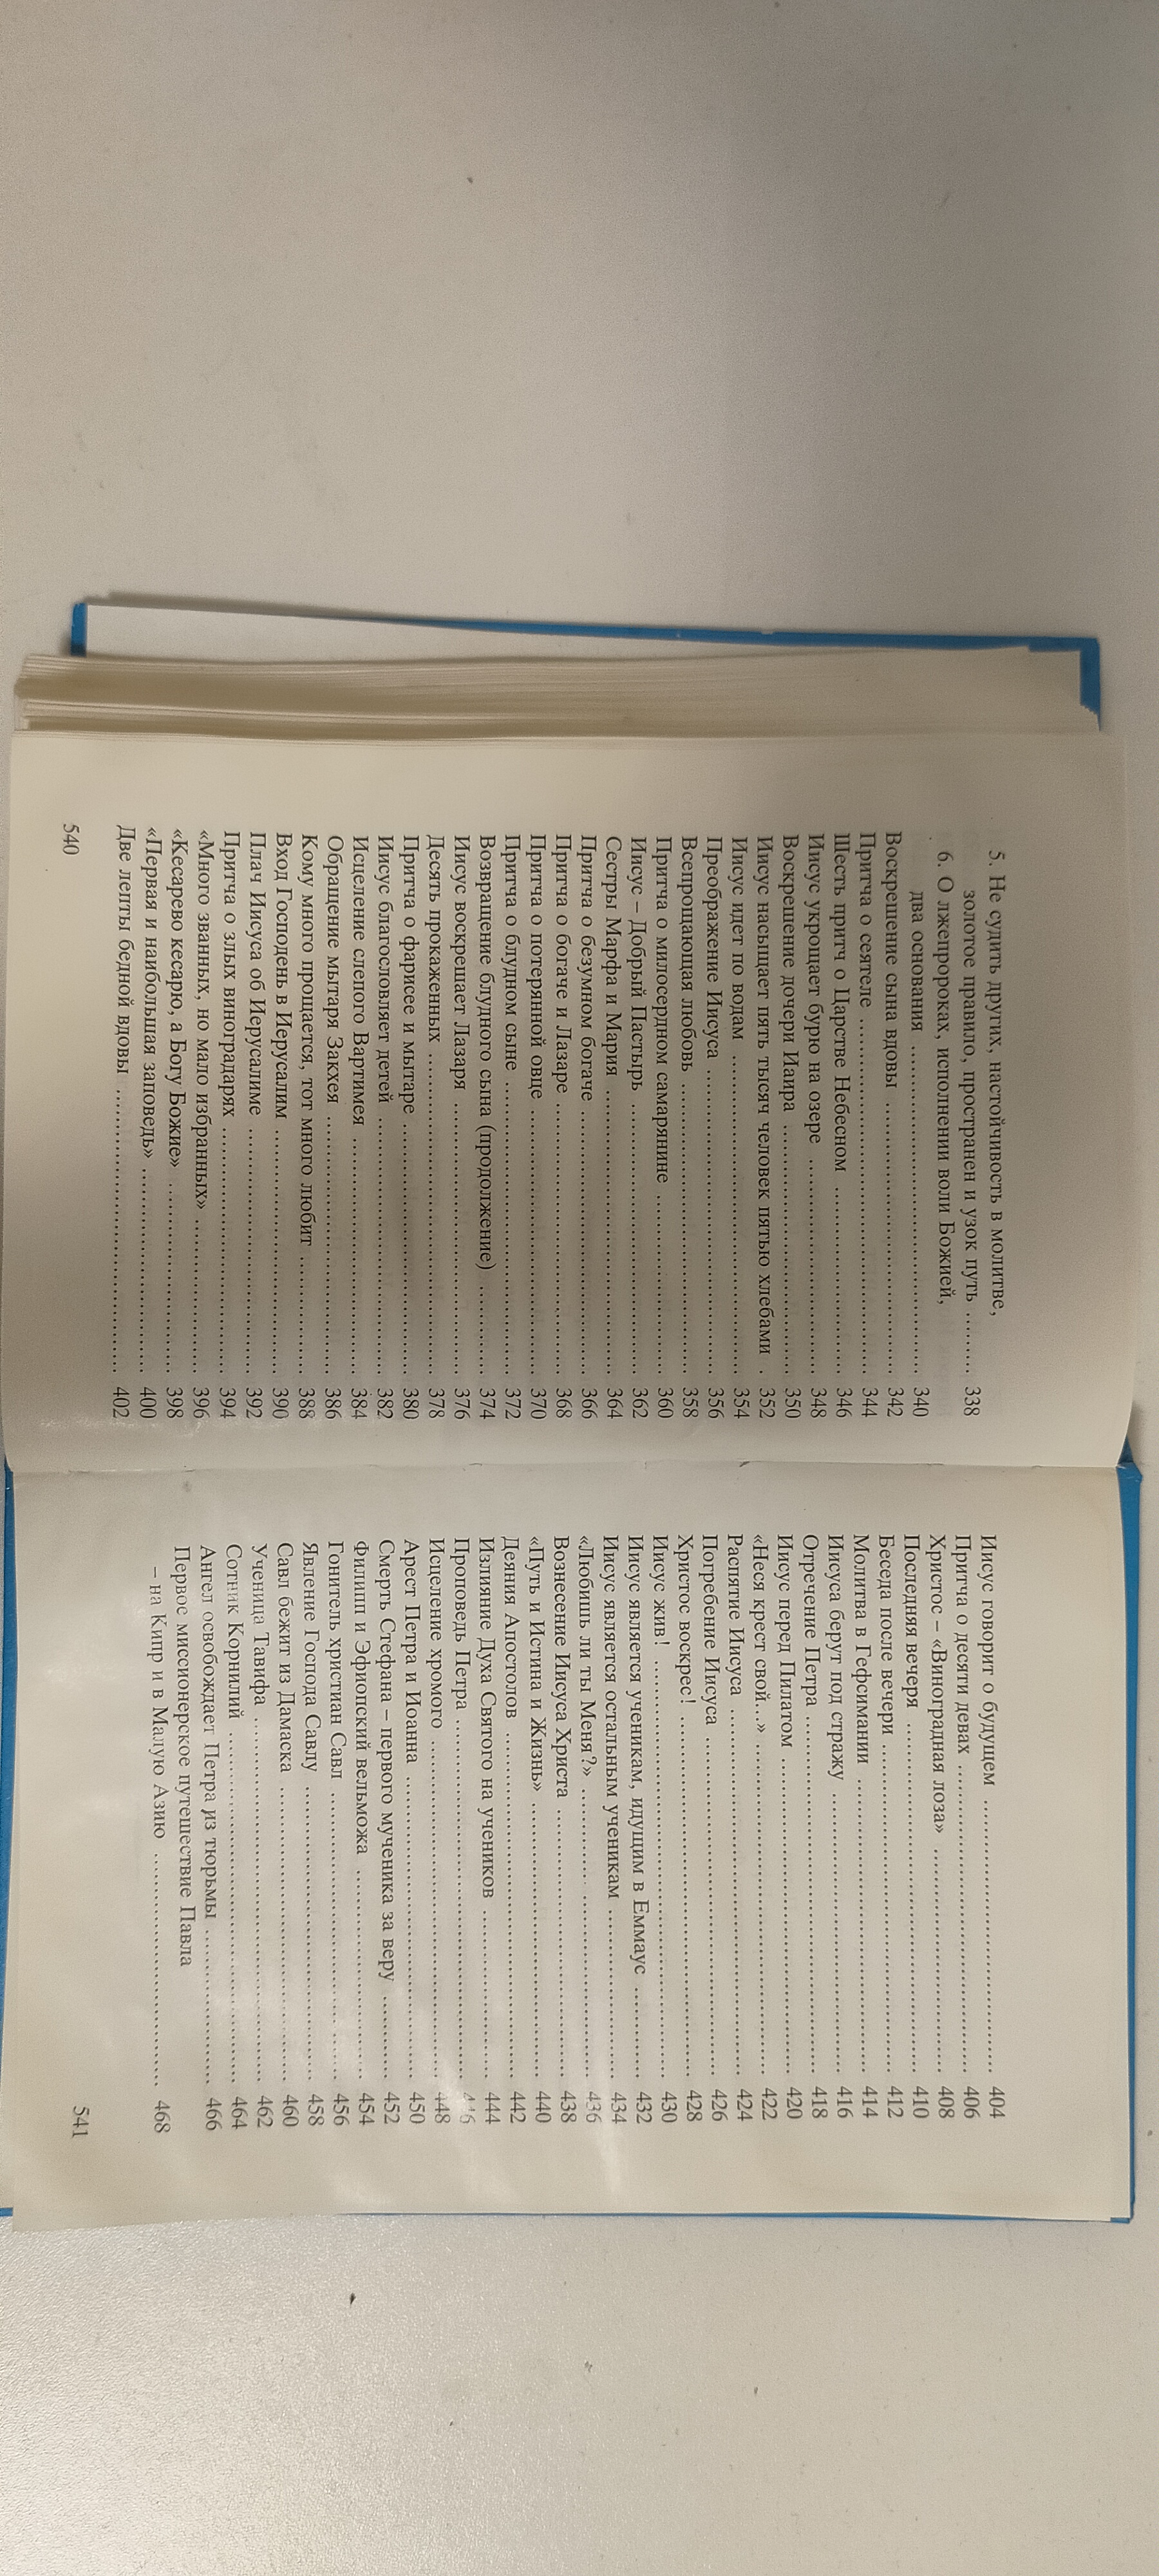 5. Не судить других, настойчивость в молитве,
золотое правило, пространен и узок путь ......... 338
6. О лжепророках, исполнении воли Божией,
два основания ........................................ 340
Воскрешение сына вдовы ................................ 342
Притча о сеятеле ........................................ 344
Шесть притч о Царстве Небесном ........................ 346
Иисус укрощает бурю на озере ........................... 348
Воскрешение дочери Иаира .............................. 350
Иисус насыщает пять тысяч человек пятью хлебами . 352
Иисус идет по водам ..................................... 354
Преображение Иисуса .................................... 356
Всепрощающая любовь ................................... 358
Притча о милосердном самарянине ..................... 360
Иисус – Добрый Пастырь ................................ 362
Сестры Марфа и Мария .................................. 364
Притча о безумном богаче ............................... 366
Притча о богаче и Лазаре ................................ 368
Притча о потерянной овце ............................... 370
Притча о блудном сыне .................................. 372
Возвращение блудного сына (продолжение) ............ 374
Иисус воскрешает Лазаря ................................ 376
Десять прокаженных ..................................... 378
Притча о фарисее и мытаре .............................. 380
Иисус благословляет детей .............................. 382
Исцеление слепого Вартимея ............................ 384
Обращение мытаря Закхея ............................... 386
Кому много прощается, тот много любит .............. 388
Вход Господень в Иерусалим ............................ 390
Плач Иисуса об Иерусалиме ............................. 392
Притча о злых виноградарях ............................ 394
«Много званных, но мало избранных» ................. 396
«Кесарево кесарю, а Богу Божие» ....................... 398
«Первая и наибольшая заповедь» ....................... 400
Две лепты бедной вдовы ................................. 402
540
Иисус говорит о будущем ................................ 404
Притча о десяти девах .................................... 406
Христос – «Виноградная лоза» .......................... 408
Последняя вечеря ......................................... 410
Беседа после вечери ...................................... 412
Молитва в Гефсимании .................................. 414
Иисуса берут под стражу ................................ 416
Отречение Петра .......................................... 418
Иисус перед Пилатом .................................... 420
«Неся крест свой...» ...................................... 422
Распятие Иисуса .......................................... 424
Погребение Иисуса ....................................... 426
Христос воскрес! ......................................... 428
Иисус жив! ................................................ 430
Иисус является ученикам, идущим в Еммаус .......... 432
Иисус является остальным ученикам ................... 434
«Любишь ли ты Меня?» ................................. 436
Вознесение Иисуса Христа .............................. 438
«Путь и Истина и Жизнь» ............................... 440
Деяния Апостолов ........................................ 442
Излияние Духа Святого на учеников .................... 444
Проповедь Петра ......................................... 446
Исцеление хромого ....................................... 448
Арест Петра и Иоанна ................................... 450
Смерть Стефана – первого мученика за веру .......... 452
Филипп и Эфиопский вельможа ........................ 454
Гонитель христиан Савл ................................. 456
Явление Господа Савлу .................................. 458
Савл бежит из Дамаска .................................. 460
Ученица Тавифа .......................................... 462
Сотник Корнилий ........................................ 464
Ангел освобождает Петра из тюрьмы ................... 466
Первое миссионерское путешествие Павла
– на Кипр и в Малую Азию ............................ 468
541